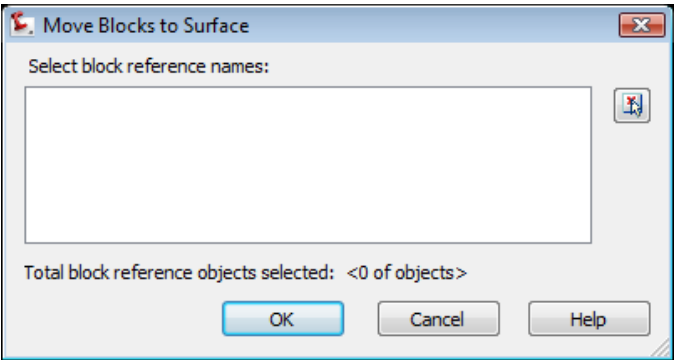 Move Blocks to Surface
Select block reference names:
Total block reference objects selected: <0 of objects>
OK Cancel Help